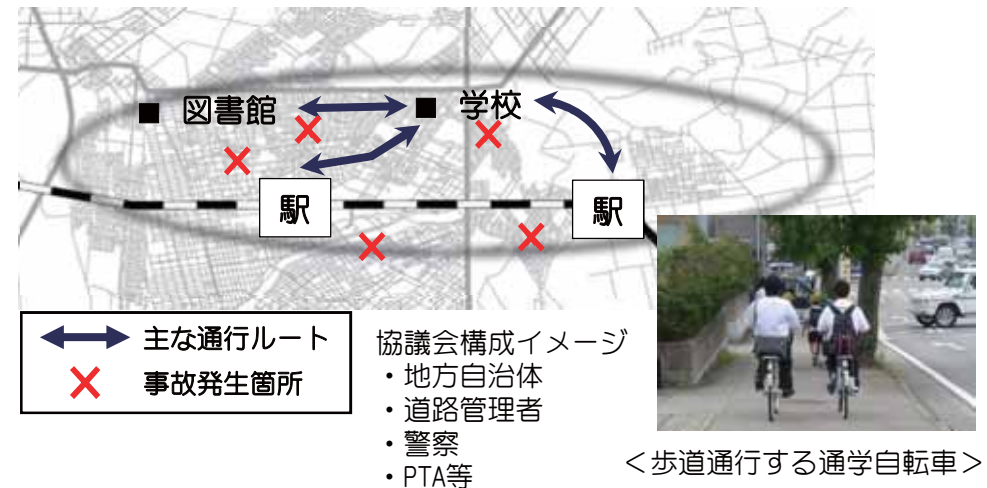 ■ 図書館
■ 学校
駅
駅
主な通行ルート
事故発生箇所
協議会構成イメージ
・地方自治体
・道路管理者
・警察
・PTA等
＜歩道通行する通学自転車＞